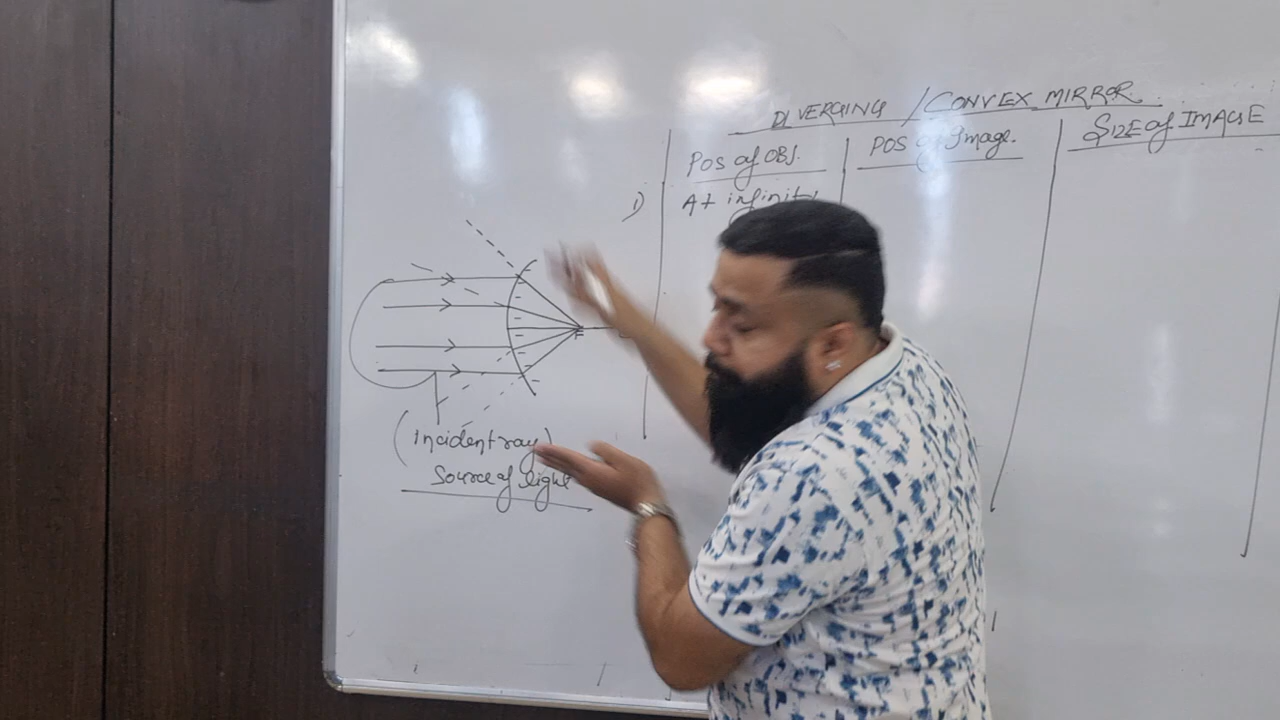 DIVERGING / CONVEX MIRROR
POS of OBJ. POS of Image. SIZE of IMAGE
1) At infinity
(Incident ray)
Source of light
F